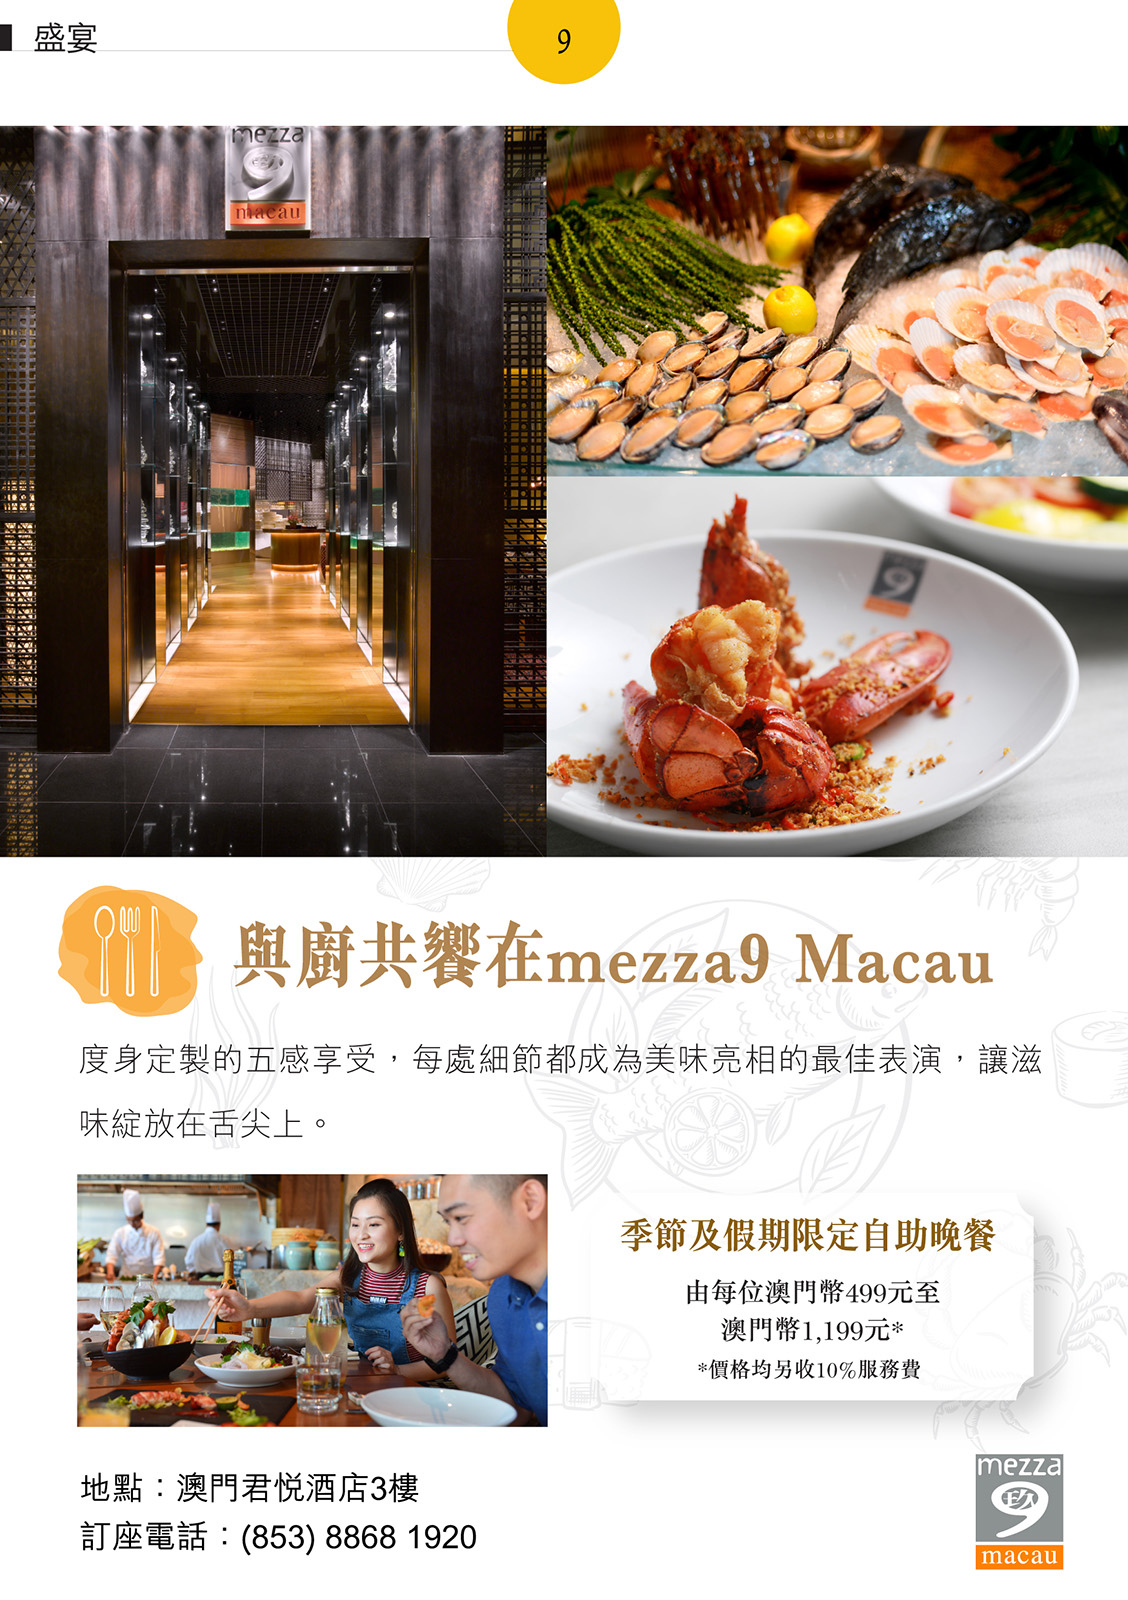 盛宴
9
mezza
玖
9
macau
玖
9
與廚共饗在mezza9 Macau
度身定製的五感享受，每處細節都成為美味亮相的最佳表演，讓滋
味綻放在舌尖上。
季節及假期限定自助晚餐
由每位澳門幣499元至
澳門幣1,199元*
*價格均另收10%服務費
地點：澳門君悅酒店3樓
訂座電話：(853) 8868 1920
mezza
玖
9
macau